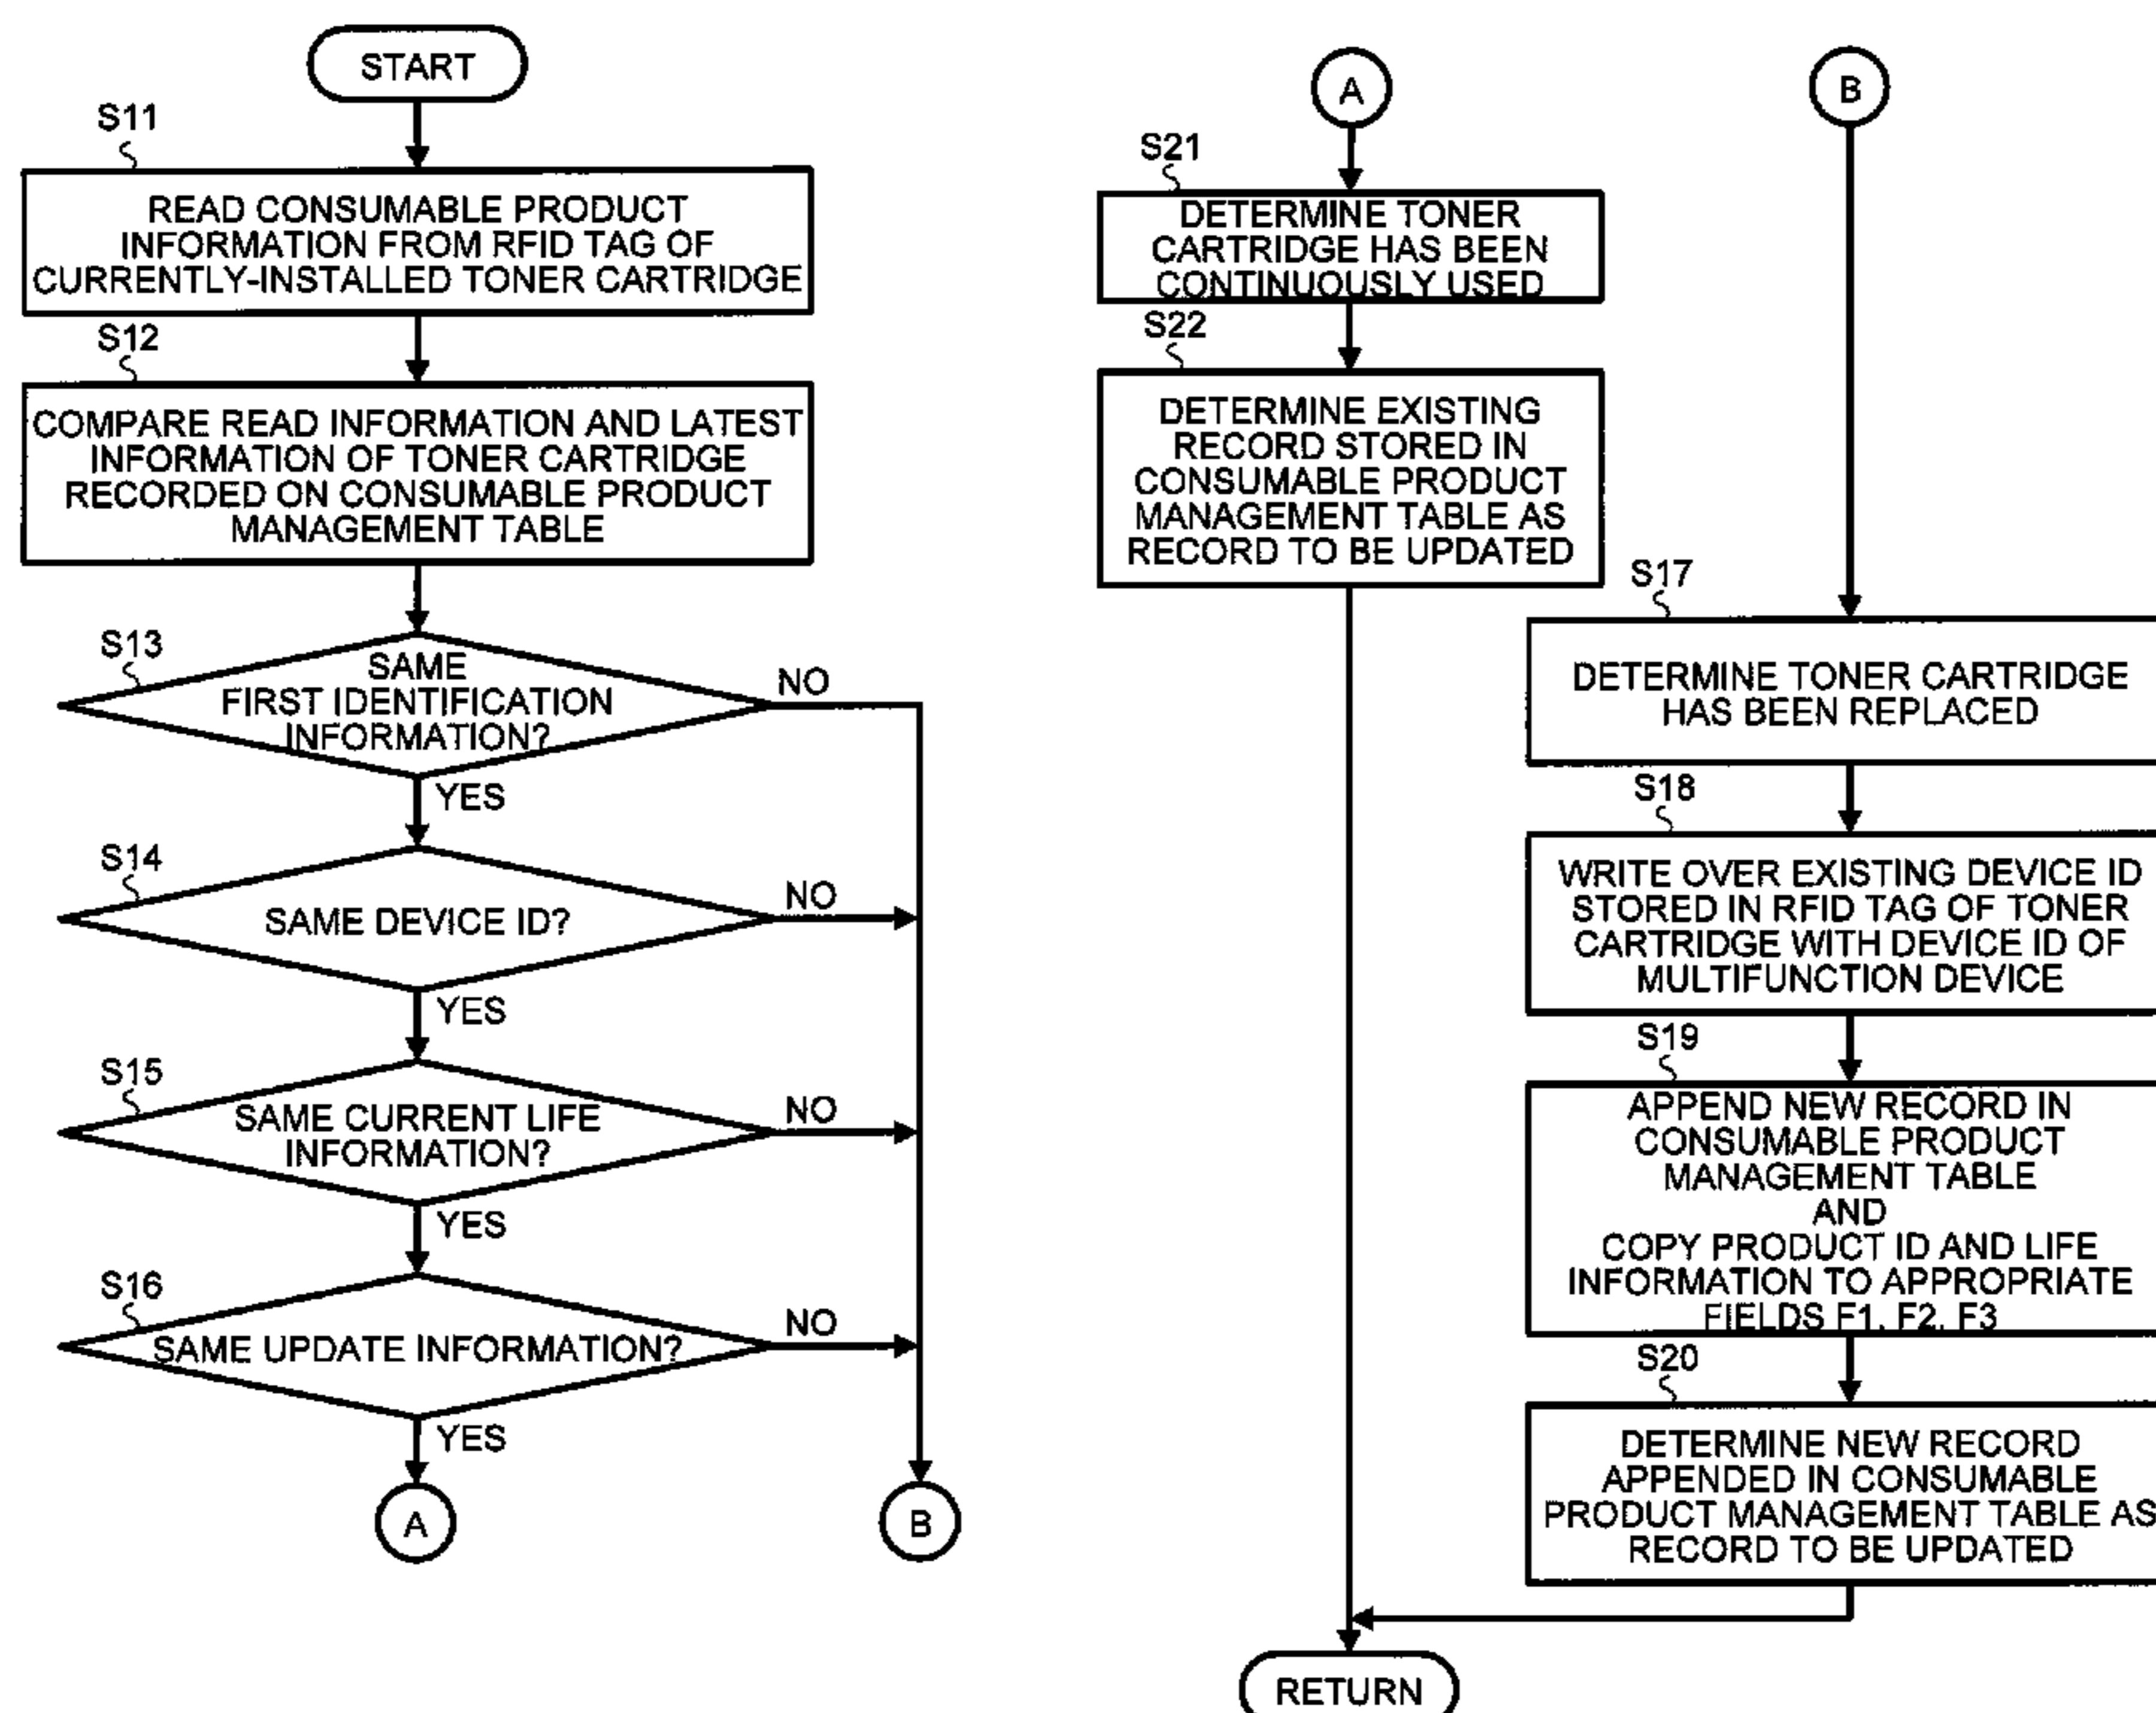 START
S11
READ CONSUMABLE PRODUCT
INFORMATION FROM RFID TAG OF
CURRENTLY-INSTALLED TONER CARTRIDGE
S12
COMPARE READ INFORMATION AND LATEST
INFORMATION OF TONER CARTRIDGE
RECORDED ON CONSUMABLE PRODUCT
MANAGEMENT TABLE
S13
SAME
FIRST IDENTIFICATION
INFORMATION?
NO
YES
S14
SAME DEVICE ID?
NO
YES
S15
SAME CURRENT LIFE
INFORMATION?
NO
YES
S16
SAME UPDATE INFORMATION?
NO
YES
A
B
A
S21
DETERMINE TONER
CARTRIDGE HAS BEEN
CONTINUOUSLY USED
S22
DETERMINE EXISTING
RECORD STORED IN
CONSUMABLE PRODUCT
MANAGEMENT TABLE AS
RECORD TO BE UPDATED
B
S17
DETERMINE TONER CARTRIDGE
HAS BEEN REPLACED
S18
WRITE OVER EXISTING DEVICE ID
STORED IN RFID TAG OF TONER
CARTRIDGE WITH DEVICE ID OF
MULTIFUNCTION DEVICE
S19
APPEND NEW RECORD IN
CONSUMABLE PRODUCT
MANAGEMENT TABLE
AND
COPY PRODUCT ID AND LIFE
INFORMATION TO APPROPRIATE
FIELDS F1, F2, F3
S20
DETERMINE NEW RECORD
APPENDED IN CONSUMABLE
PRODUCT MANAGEMENT TABLE AS
RECORD TO BE UPDATED
RETURN